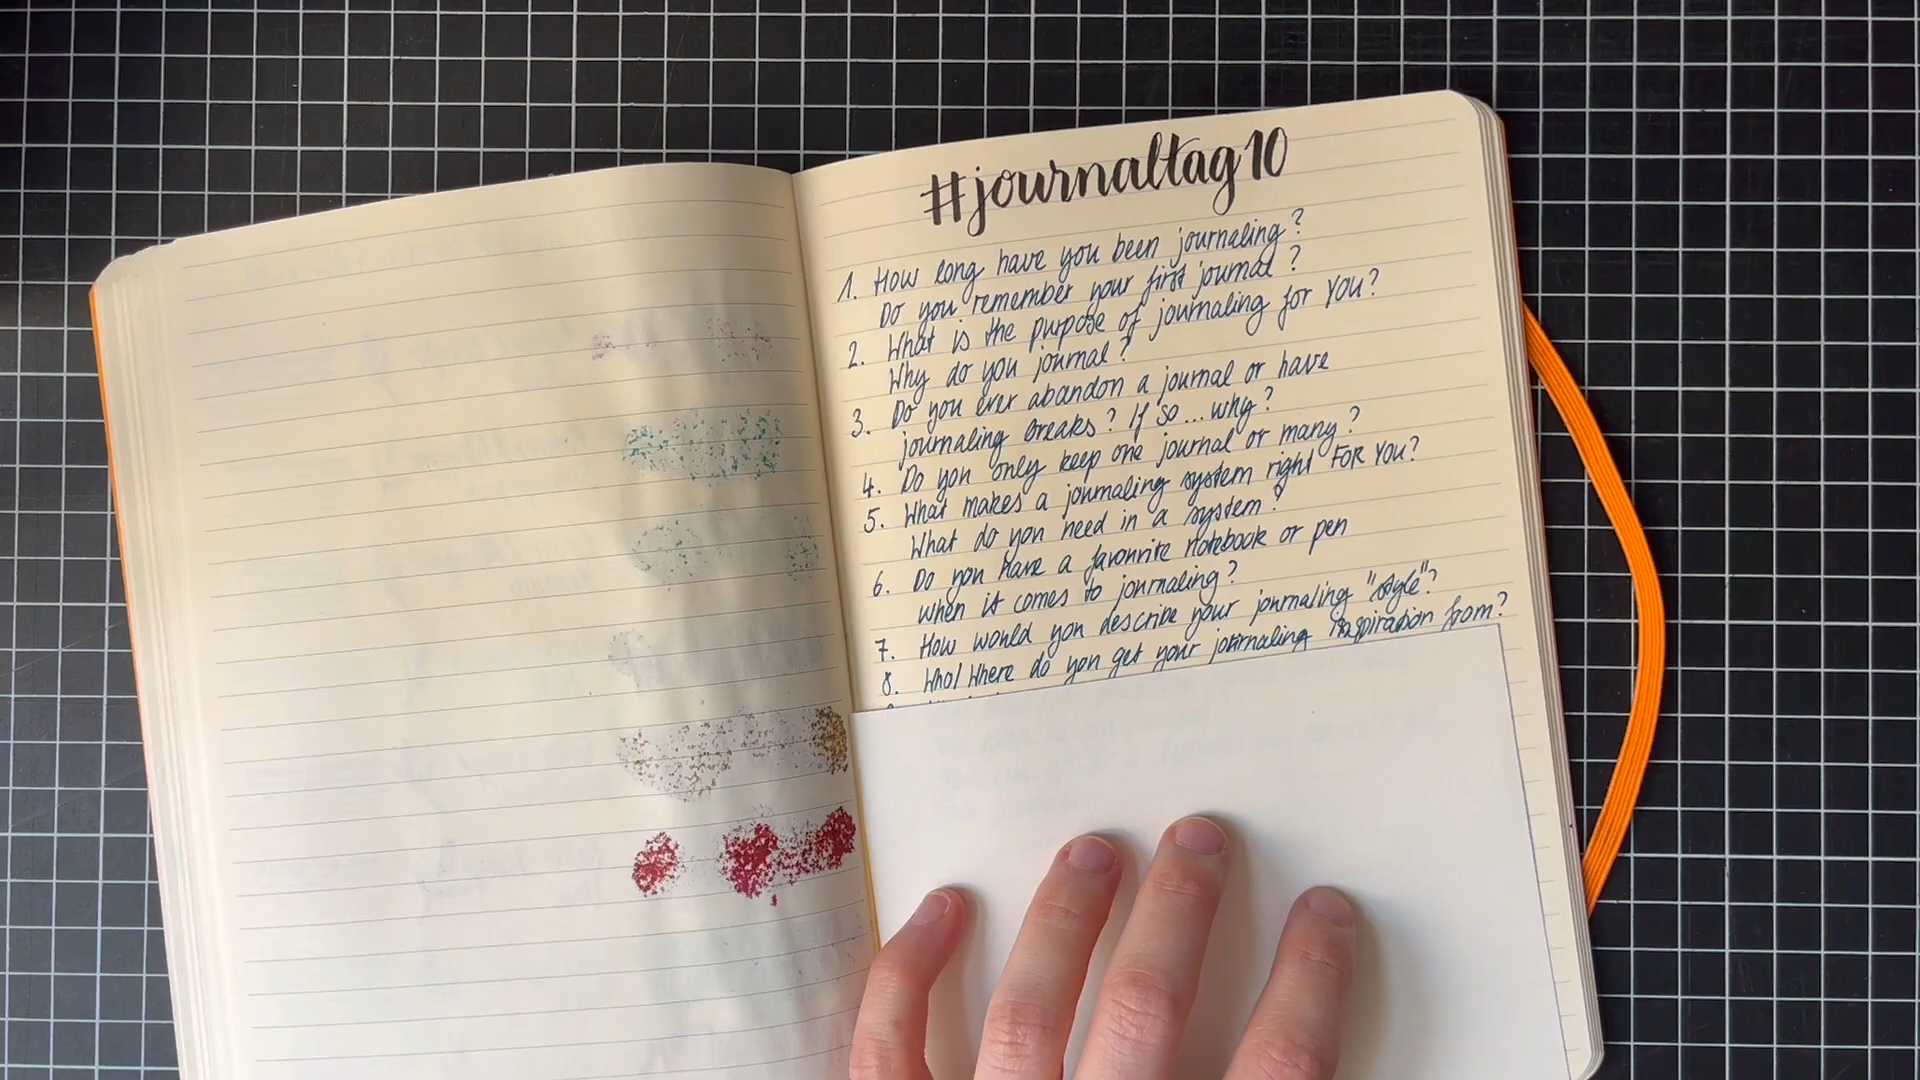 #journaltag10
1. How long have you been journaling?
Do you remember your first journal?
2. What is the purpose of journaling for YOU?
Why do you journal?
3. Do you ever abandon a journal or have
journaling breaks? If so...why?
4. Do you only keep one journal or many?
5. What makes a journaling system right FOR YOU?
What do you need in a system?
6. Do you have a favourite notebook or pen
when it comes to journaling?
7. How would you describe your journaling "style"?
8. Who/Where do you get your journaling inspiration from?